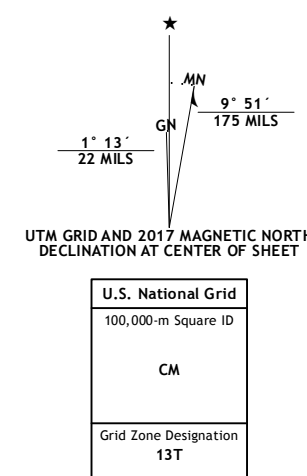 ★
MN
GN
9° 51´
175 MILS
1° 13´
22 MILS
UTM GRID AND 2017 MAGNETIC NORTH
DECLINATION AT CENTER OF SHEET
U.S. National Grid
100,000-m Square ID
CM
Grid Zone Designation
13T